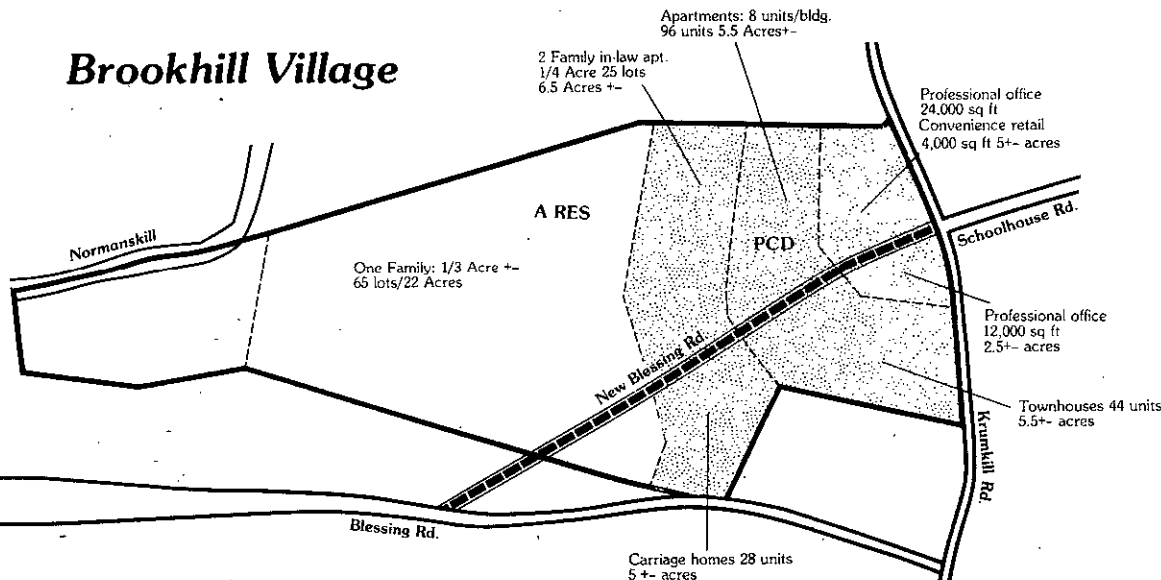 Brookhill Village
Apartments: 8 units/bldg.
96 units 5.5 Acres+-
2 Family in-law apt.
1/4 Acre 25 lots
6.5 Acres +-
Professional office
24,000 sq ft
Convenience retail
4,000 sq ft 5+- acres
A RES
PCD
Normanskill
One Family: 1/3 Acre +-
65 lots/22 Acres
Schoolhouse Rd.
Professional office
12,000 sq ft
2.5+- acres
New Blessing Rd.
Townhouses 44 units
5.5+- acres
Krumkill Rd.
Blessing Rd.
Carriage homes 28 units
5 +- acres